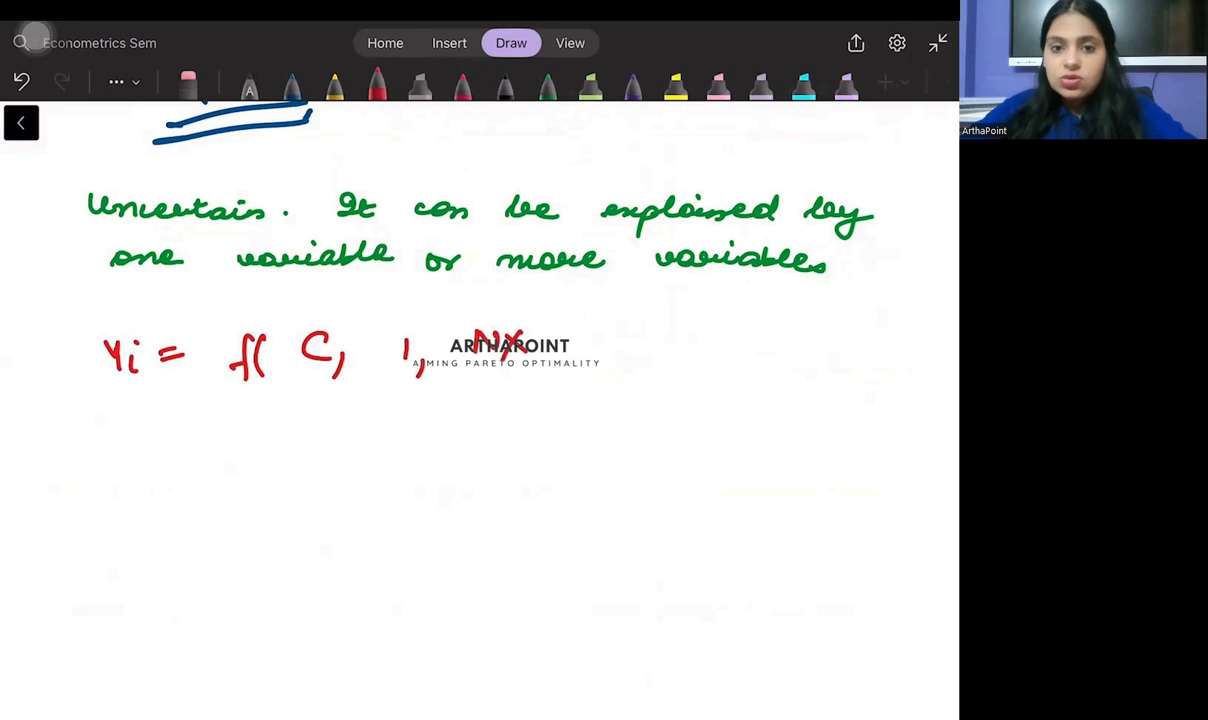 Econometrics Sem
Home Insert Draw View
A
ArthaPoint
Uncertain. It can be explained by
one variable or more variables
Yi = f( C, I, NX
ARTHAPOINT
AIMING PARETO OPTIMALITY